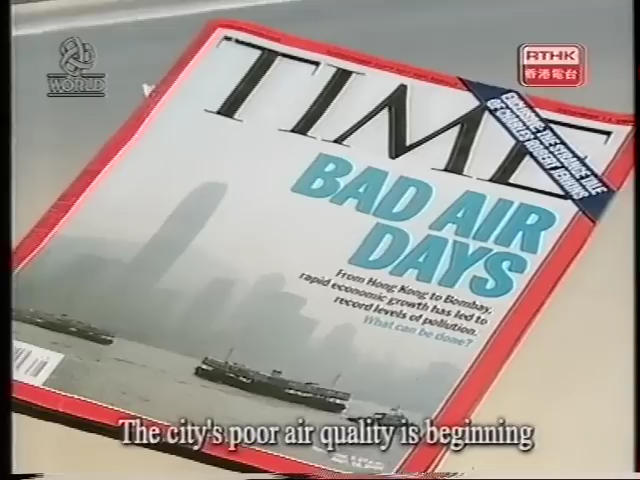 WORLD
RTHK
香港電台
TIME
EXCLUSIVE: THE STRANGE TALE
OF CHARLES ROBERT JENKINS
BAD AIR
DAYS
From Hong Kong to Bombay,
rapid economic growth has led to
record levels of pollution.
What can be done?
The city's poor air quality is beginning